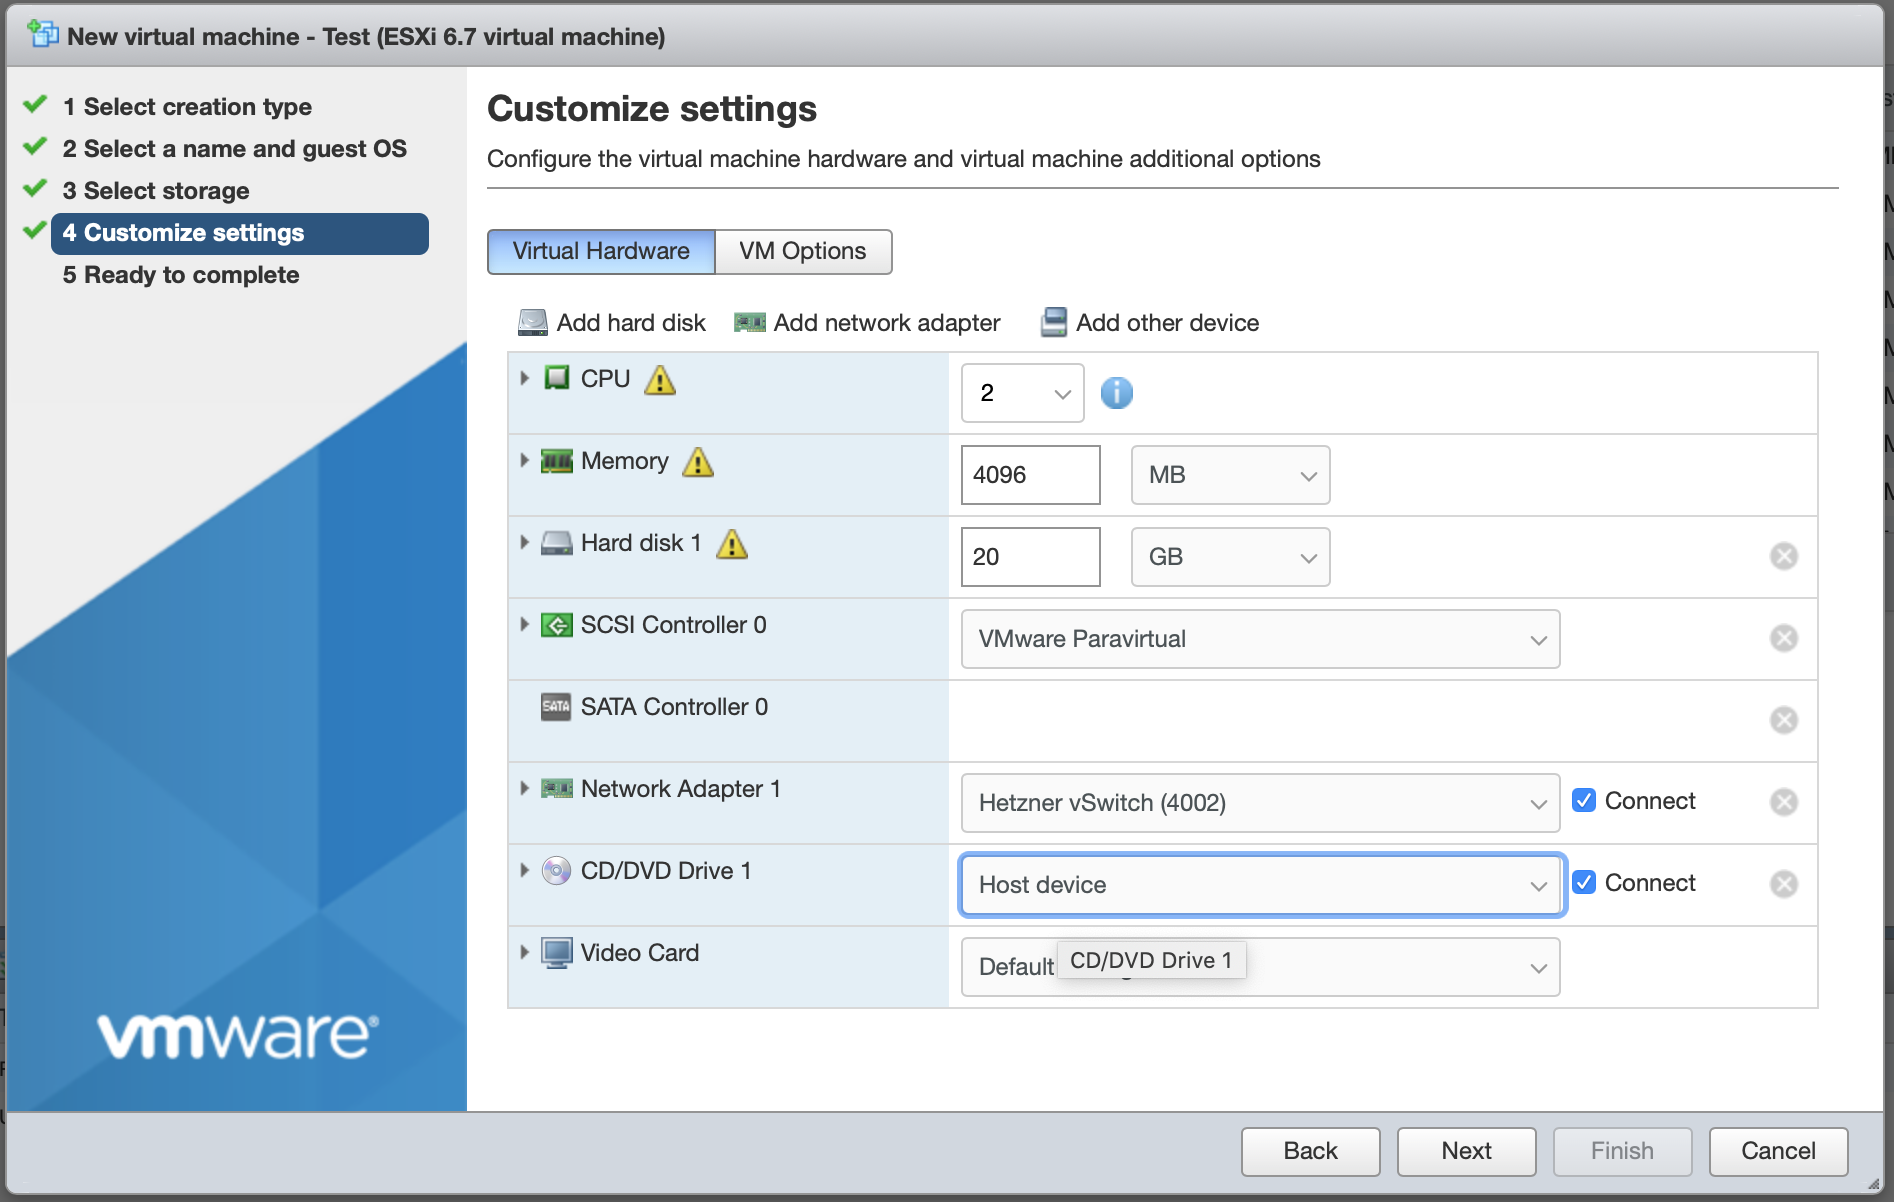 New virtual machine - Test (ESXi 6.7 virtual machine)
1 Select creation type
2 Select a name and guest OS
3 Select storage
4 Customize settings
5 Ready to complete
vmware®
Customize settings
Configure the virtual machine hardware and virtual machine additional options
Virtual Hardware VM Options
Add hard disk Add network adapter Add other device
CPU 2
Memory 4096 MB
Hard disk 1 20 GB
SCSI Controller 0 VMware Paravirtual
SATA SATA Controller 0
Network Adapter 1 Hetzner vSwitch (4002) Connect
CD/DVD Drive 1 Host device Connect
Video Card Default CD/DVD Drive 1
Back Next Finish Cancel